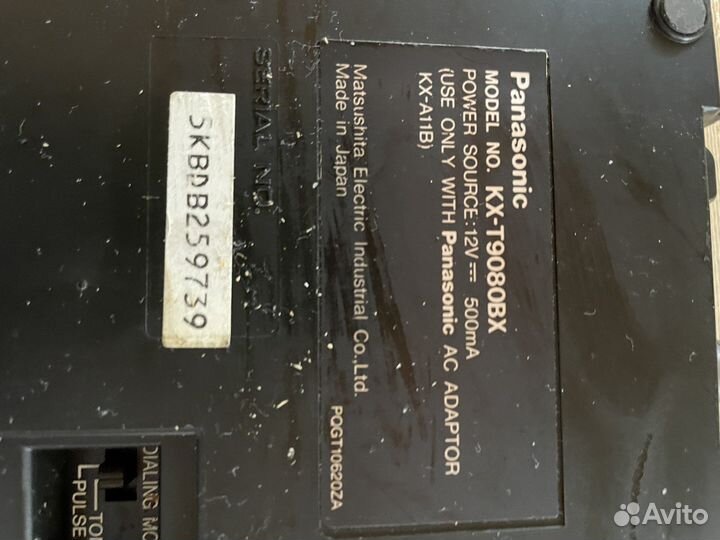 Panasonic
MODEL NO. KX-T9080BX
POWER SOURCE:12V⎓ 500mA
(USE ONLY WITH Panasonic AC ADAPTOR
KX-A11B)
Matsushita Electric Industrial Co.,Ltd.
Made in Japan
PQGT10620ZA
SERIAL NO.
5KBDB259739
DIALING MO
TO
PULSE
Avito